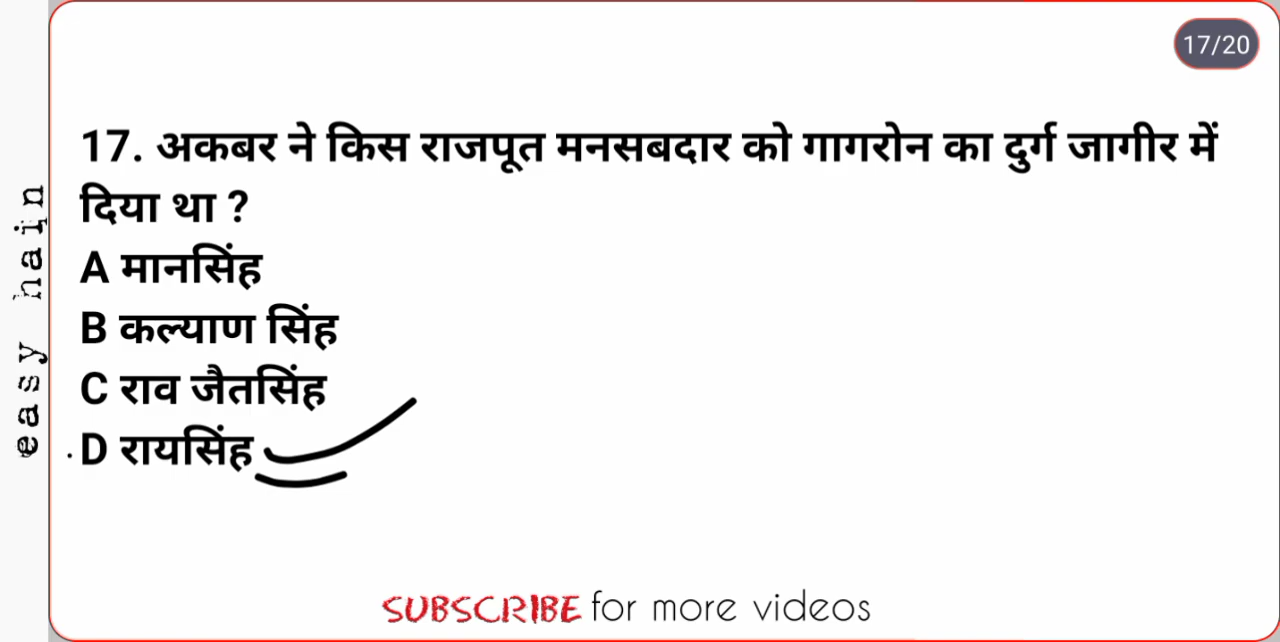 17/20
17. अकबर ने किस राजपूत मनसबदार को गागरोन का दुर्ग जागीर में
दिया था ?
A मानसिंह
B कल्याण सिंह
C राव जैतसिंह
D रायसिंह
easy hain
SUBSCRIBE for more videos